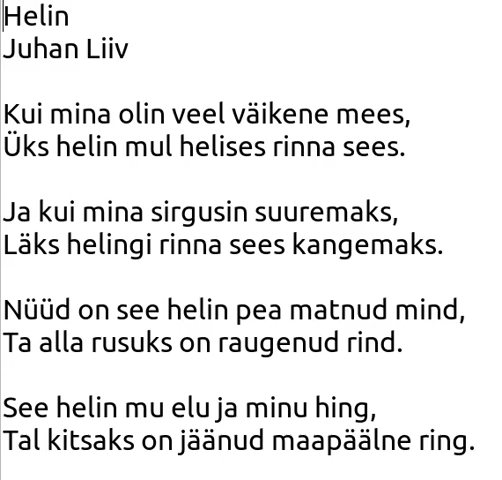 Helin
Juhan Liiv
Kui mina olin veel väikene mees,
Üks helin mul helises rinna sees.
Ja kui mina sirgusin suuremaks,
Läks helingi rinna sees kangemaks.
Nüüd on see helin pea matnud mind,
Ta alla rusuks on raugenud rind.
See helin mu elu ja minu hing,
Tal kitsaks on jäänud maapäälne ring.